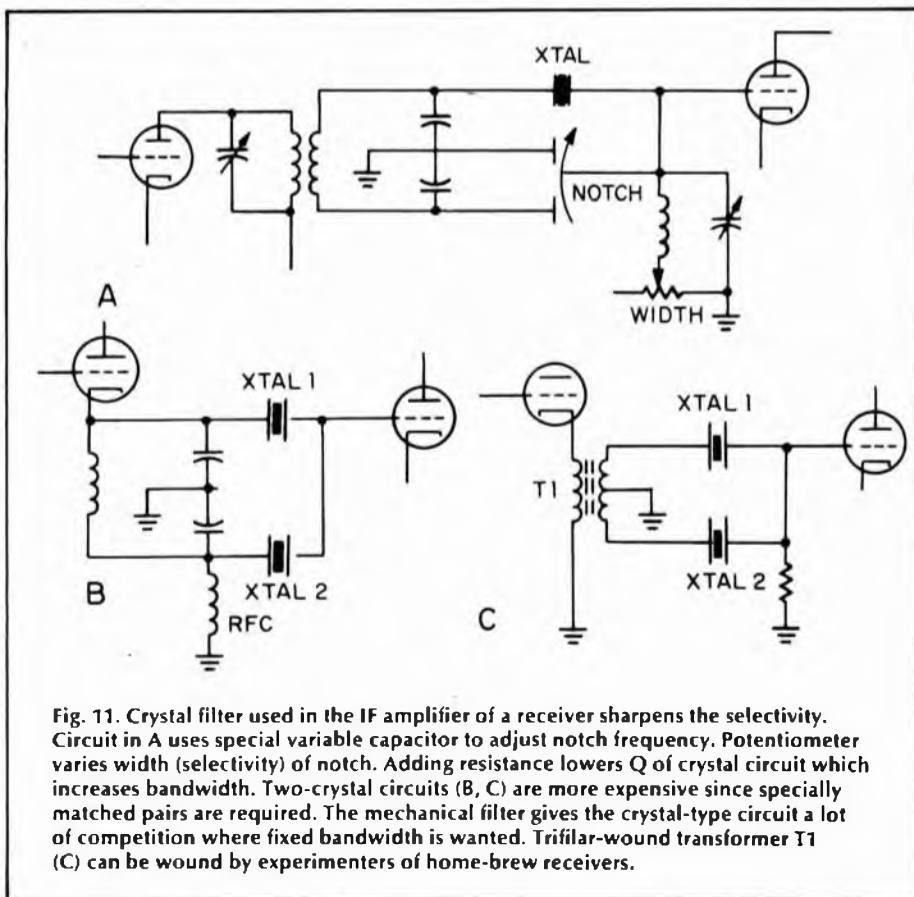 XTAL
NOTCH
WIDTH
A
XTAL 1
XTAL 2
B
RFC
XTAL 1
T1
XTAL 2
C
Fig. 11. Crystal filter used in the IF amplifier of a receiver sharpens the selectivity.
Circuit in A uses special variable capacitor to adjust notch frequency. Potentiometer
varies width (selectivity) of notch. Adding resistance lowers Q of crystal circuit which
increases bandwidth. Two-crystal circuits (B, C) are more expensive since specially
matched pairs are required. The mechanical filter gives the crystal-type circuit a lot
of competition where fixed bandwidth is wanted. Trifilar-wound transformer T1
(C) can be wound by experimenters of home-brew receivers.